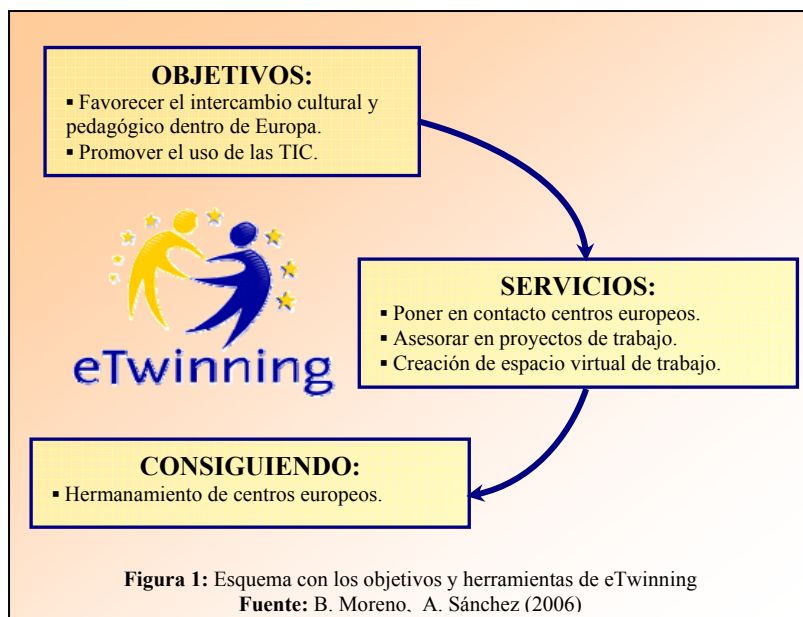 OBJETIVOS:
▪ Favorecer el intercambio cultural y
pedagógico dentro de Europa.
▪ Promover el uso de las TIC.
eTwinning
SERVICIOS:
▪ Poner en contacto centros europeos.
▪ Asesorar en proyectos de trabajo.
▪ Creación de espacio virtual de trabajo.
CONSIGUIENDO:
▪ Hermanamiento de centros europeos.
Figura 1: Esquema con los objetivos y herramientas de eTwinning
Fuente: B. Moreno, A. Sánchez (2006)